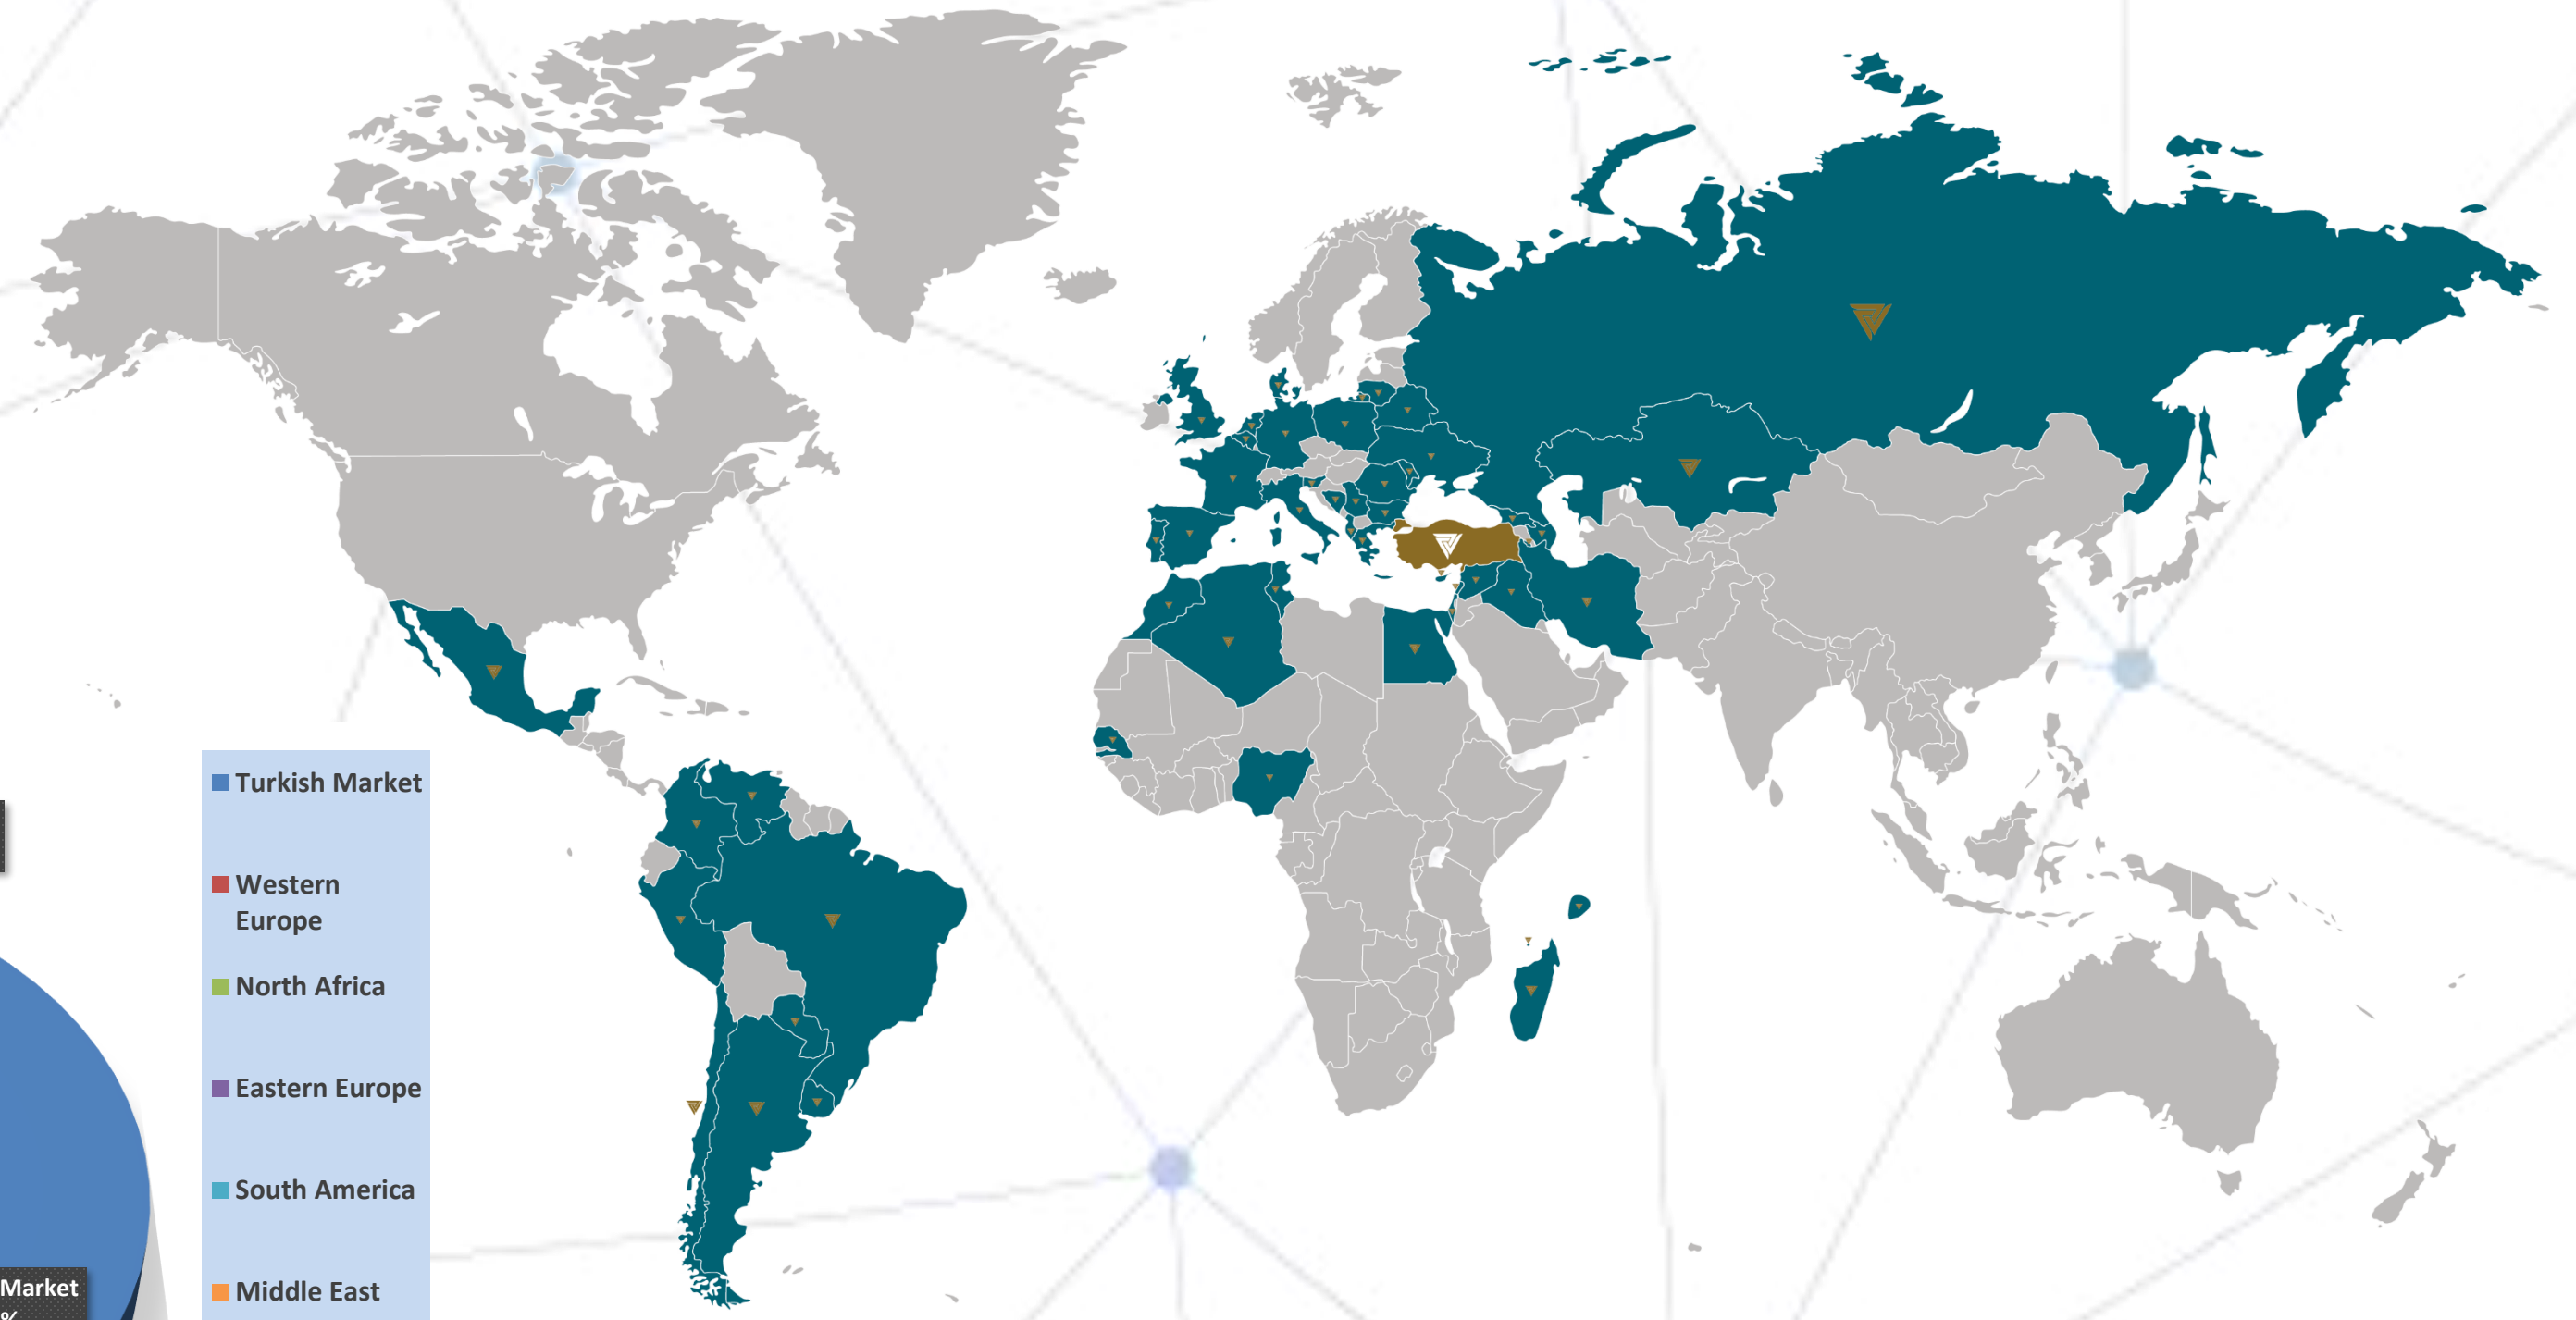 Turkish Market
Western
Europe
North Africa
Eastern Europe
South America
Middle East
Market
%